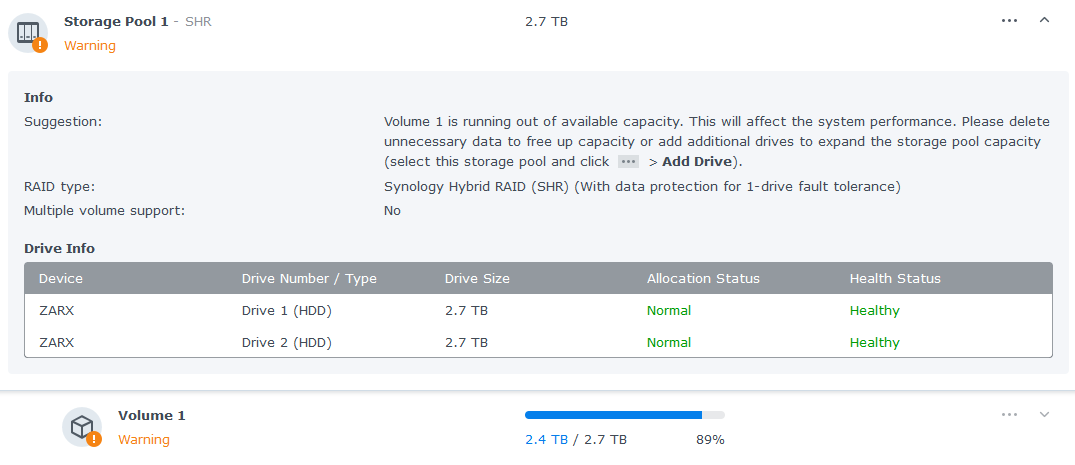 Storage Pool 1 - SHR 2.7 TB ...
Warning
Info
Suggestion: Volume 1 is running out of available capacity. This will affect the system performance. Please delete
unnecessary data to free up capacity or add additional drives to expand the storage pool capacity
(select this storage pool and click ... > Add Drive).
RAID type: Synology Hybrid RAID (SHR) (With data protection for 1-drive fault tolerance)
Multiple volume support: No
Drive Info
Device Drive Number / Type Drive Size Allocation Status Health Status
ZARX Drive 1 (HDD) 2.7 TB Normal Healthy
ZARX Drive 2 (HDD) 2.7 TB Normal Healthy
Volume 1 ...
Warning 2.4 TB / 2.7 TB 89%